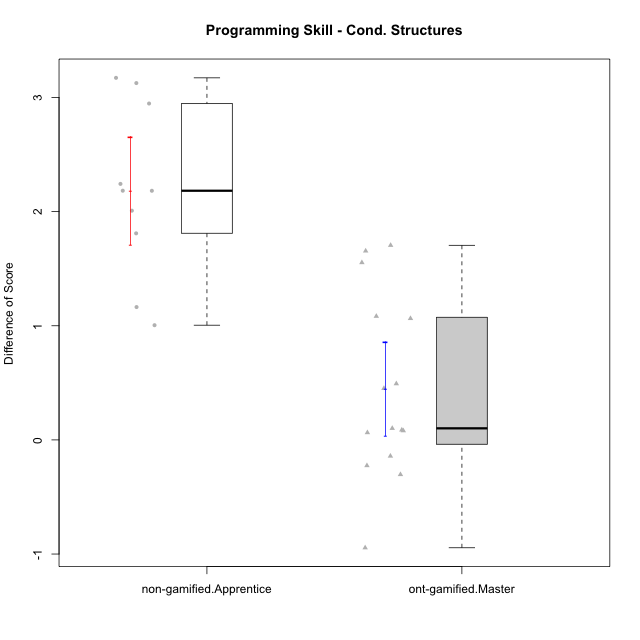 Programming Skill - Cond. Structures
Difference of Score
3
2
1
0
-1
non-gamified.Apprentice
ont-gamified.Master